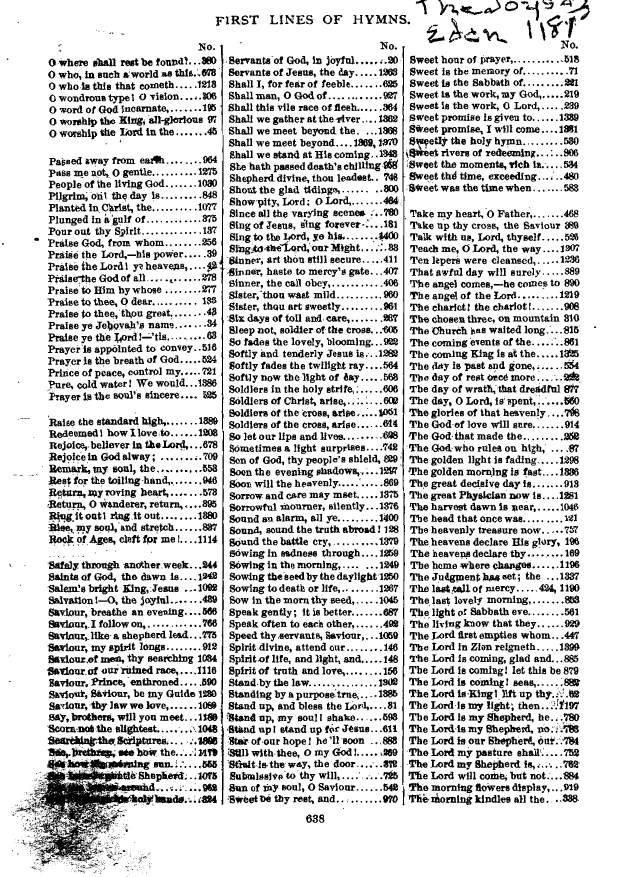 FIRST LINES OF HYMNS.
The Joys of
Eden 1187
No.
O where shall rest be found?..380
O who, in such a world as this..678
O who is this that cometh.....1213
O wondrous type! O vision.....206
O word of God incarnate,......195
O worship the King, all-glorious 97
O worship the Lord in the......45
Passed away from earth........964
Pass me not, O gentle........1275
People of the living God......1030
Pilgrim, on! the day is........848
Planted in Christ, the........1077
Plunged in a gulf of..........375
Pour out thy Spirit...........137
Praise God, from whom.......256
Praise the Lord,—his power....39
Praise the Lord! ye heavens,....42
Praise the God of all..........278
Praise to Him by whose.......277
Praise to thee, O dear.........133
Praise to thee, thou great......43
Praise ye Jehovah's name.......34
Praise ye the Lord!—'tis.......63
Prayer is appointed to convey..516
Prayer is the breath of God....524
Prince of peace, control my....721
Pure, cold water! We would...1386
Prayer is the soul's sincere 525
Raise the standard high,......1389
Redeemed! how I love to.....1203
Rejoice, believer in the Lord,...678
Rejoice in God alway;.........709
Remark, my soul, the.........553
Rest for the toiling hand,......946
Return, my roving heart,......573
Return, O wanderer, return,...395
Ring it out! ring it out.......1380
Rise, my soul, and stretch.....837
Rock of Ages, cleft for me!...1114
Safely through another week..244
Saints of God, the dawn is...1242
Salem's bright King, Jesus...1092
Salvation!—O, the joyful......439
Saviour, breathe an evening...566
Saviour, I follow on,..........766
Saviour, like a shepherd lead...775
Saviour, my spirit longs.......912
Saviour of men, thy searching 1034
Saviour of our ruined race,...1116
Saviour, Prince, enthroned....590
Saviour, Saviour, be my Guide 1230
Saviour, thy law we love,.....1089
Say, brothers, will you meet...1180
Scorn not the slightest.......1048
Searching the Scriptures.
See, brethren, see how the
morning sun.....555
Shepherd,...1075
around......962
holy hands...324
No.
Servants of God, in joyful......20
Servants of Jesus, the day....1263
Shall I, for fear of feeble......625
Shall man, O God of..........927
Shall this vile race of flesh.....364
Shall we gather at the river...1362
Shall we meet beyond the....1368
Shall we meet beyond....1369, 1370
Shall we stand at His coming..1343
She hath passed death's chilling 958
Shepherd divine, thou leadest..746
Shout the glad tidings,........300
Show pity, Lord; O Lord,.....464
Since all the varying scenes...780
Sing of Jesus, sing forever.....181
Sing to the Lord, ye his......1400
Sing to the Lord, our Might....33
Sinner, art thou still secure....411
Sinner, haste to mercy's gate..407
Sinner, the call obey,.........406
Sister, thou wast mild.........960
Sister, thou art sweetly........961
Six days of toil and care,......237
Sleep not, soldier of the cross..605
So fades the lovely, blooming..922
Softly and tenderly Jesus is...1282
Softly fades the twilight ray...564
Softly now the light of day....568
Soldiers in the holy strife,.....606
Soldiers of Christ, arise,.......602
Soldiers of the cross, arise....1051
Soldiers of the cross, arise.....614
So let our lips and lives........698
Sometimes a light surprises....742
Son of God, thy people's shield, 829
Soon the evening shadows,...1217
Soon will the heavenly........869
Sorrow and care may meet...1375
Sorrowful mourner, silently...1376
Sound an alarm, all ye.......1400
Sound, sound the truth abroad! 128
Sound the battle cry,.........1379
Sowing in sadness through....1259
Sowing in the morning,.......1249
Sowing the seed by the daylight 1250
Sowing to death or life,......1267
Sow in the morn thy seed,....1045
Speak gently; it is better......687
Speak often to each other,.....492
Speed thy servants, Saviour,..1059
Spirit divine, attend our.......146
Spirit of life, and light, and....148
Spirit of truth and love,.......156
Stand by the law............1302
Standing by a purpose true,...1385
Stand up, and bless the Lord,...31
Stand up, my soul! shake......593
Stand up! stand up for Jesus...611
Star of our hope! he'll soon....883
Still with thee, O my God!....369
Strait is the way, the door.....372
Submissive to thy will,........725
Sun of my soul, O Saviour.....542
Sweet be thy rest, and........970
No.
Sweet hour of prayer,.........518
Sweet is the memory of........71
Sweet is the Sabbath of.......221
Sweet is the work, my God,....219
Sweet is the work, O Lord,....239
Sweet promise is given to.....1339
Sweet promise, I will come...1361
Sweetly the holy hymn........530
Sweet rivers of redeeming.....806
Sweet the moments, rich in....534
Sweet the time, exceeding.....480
Sweet was the time when......583
Take my heart, O Father,.....468
Take up thy cross, the Saviour 389
Talk with us, Lord, thyself....526
Teach me, O Lord, the way...1307
Ten lepers were cleansed,.....1236
That awful day will surely.....889
The angel comes,—he comes to 890
The angel of the Lord........1219
The chariot! the chariot!......908
The chosen three, on mountain 310
The Church has waited long...815
The coming events of the......861
The coming King is at the....1325
The day is past and gone,.....554
The day of rest once more.....222
The day of wrath, that dreadful 877
The day, O Lord, is spent,....560
The glories of that heavenly...798
The God of love will sure......914
The God that made the.......252
The God who rules on high,....87
The golden light is fading....1298
The golden morning is fast...1336
The great decisive day is......913
The great Physician now is...1281
The harvest dawn is near,....1046
The head that once was.......121
The heavenly treasure now....757
The heavens declare His glory, 196
The heavens declare thy......169
The home where changes.....1196
The Judgment has set; the...1337
The last call of mercy....424, 1190
The last lovely morning,......823
The light of Sabbath eve......561
The living know that they.....929
The Lord first empties whom..447
The Lord in Zion reigneth....1399
The Lord is coming, glad and..885
The Lord is coming! let this be 879
The Lord is coming! seas,.....882
The Lord is King! lift up thy...62
The Lord is my light; then...1197
The Lord is my Shepherd, he..780
The Lord is my Shepherd, no..783
The Lord is our Shepherd, our..784
The Lord my pasture shall.....752
The Lord my Shepherd is,.....762
The Lord will come, but not...884
The morning flowers display,..919
The morning kindles all the...338
638